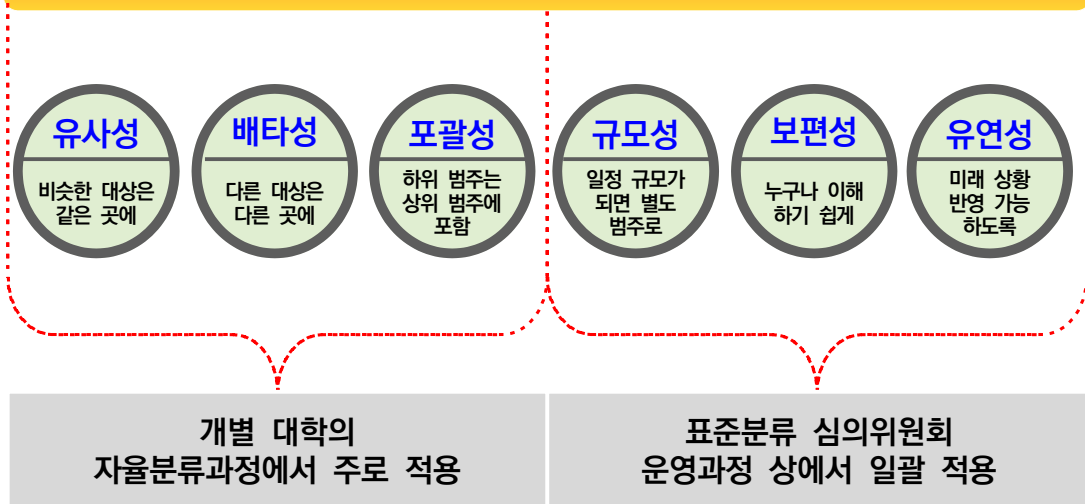 유사성
비슷한 대상은
같은 곳에
배타성
다른 대상은
다른 곳에
포괄성
하위 범주는
상위 범주에
포함
규모성
일정 규모가
되면 별도
범주로
보편성
누구나 이해
하기 쉽게
유연성
미래 상황
반영 가능
하도록
개별 대학의
자율분류과정에서 주로 적용
표준분류 심의위원회
운영과정 상에서 일괄 적용